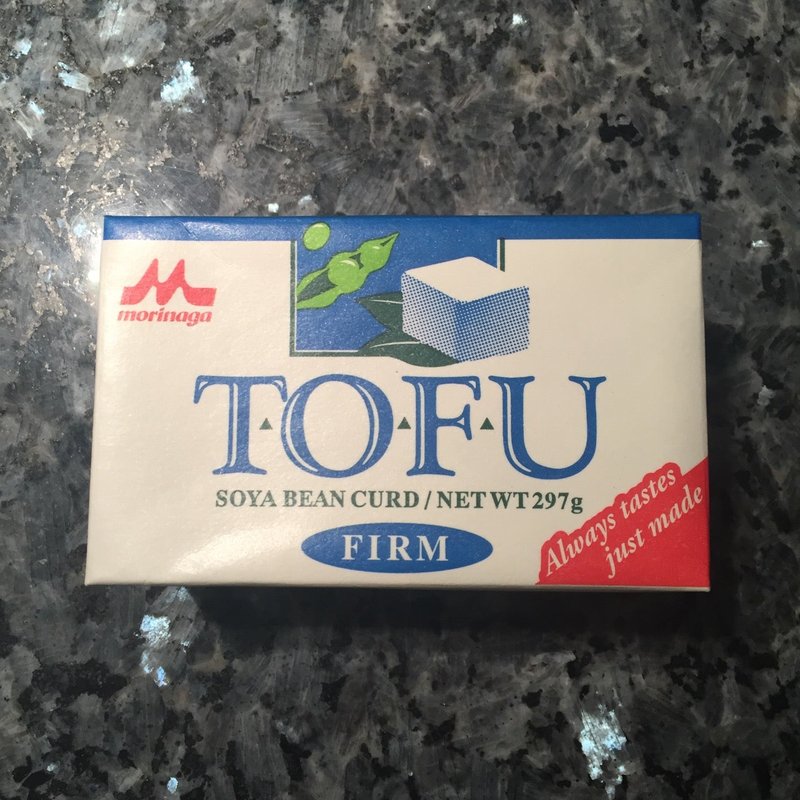 morinaga
T▲O▲F▲U
SOYA BEAN CURD / NET WT 297g
FIRM
Always tastes
just made